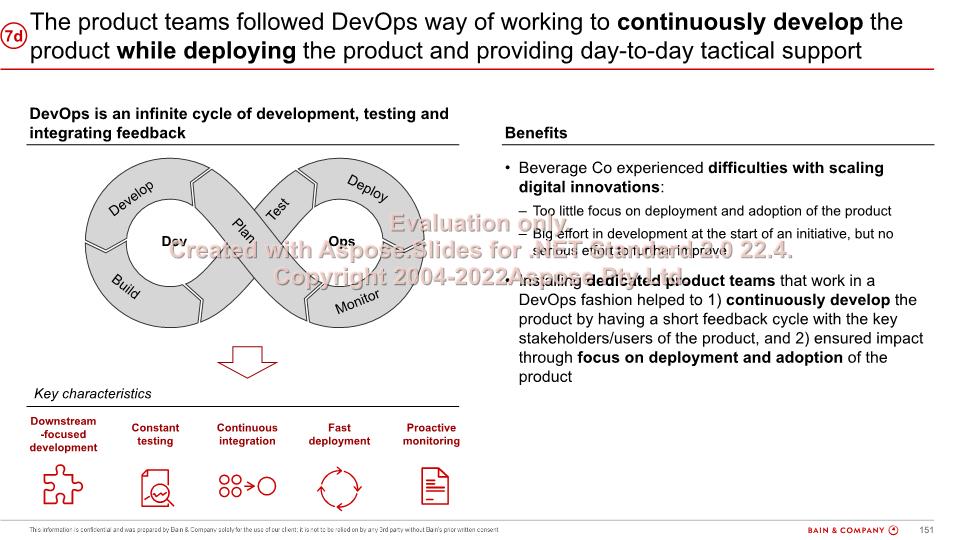 7d
The product teams followed DevOps way of working to continuously develop the
product while deploying the product and providing day-to-day tactical support
DevOps is an infinite cycle of development, testing and
integrating feedback
Develop
Build
Dev
Plan
Test
Deploy
Ops
Monitor
Key characteristics
Downstream
-focused
development
Constant
testing
Continuous
integration
Fast
deployment
Proactive
monitoring
Benefits
• Beverage Co experienced difficulties with scaling
digital innovations:
– Too little focus on deployment and adoption of the product
– Big effort in development at the start of an initiative, but no
serious effort to further improve
• Installing dedicated product teams that work in a
DevOps fashion helped to 1) continuously develop the
product by having a short feedback cycle with the key
stakeholders/users of the product, and 2) ensured impact
through focus on deployment and adoption of the
product
Evaluation only.
Created with Aspose.Slides for .NET Standard 2.0 22.4.
Copyright 2004-2022Aspose Pty Ltd.
This information is confidential and was prepared by Bain & Company solely for the use of our client; it is not to be relied on by any 3rd party without Bain's prior written consent
BAIN & COMPANY
151